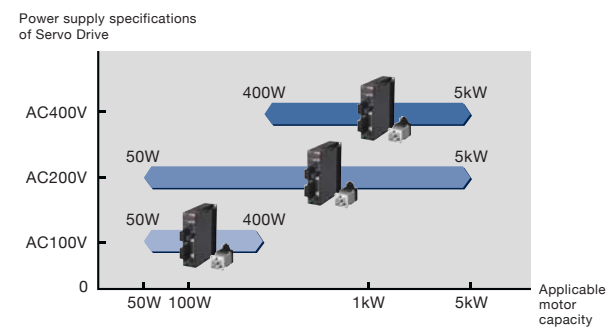 Power supply specifications
of Servo Drive
400W 5kW
AC400V
50W 5kW
AC200V
50W 400W
AC100V
0
50W 100W 1kW 5kW
Applicable
motor
capacity